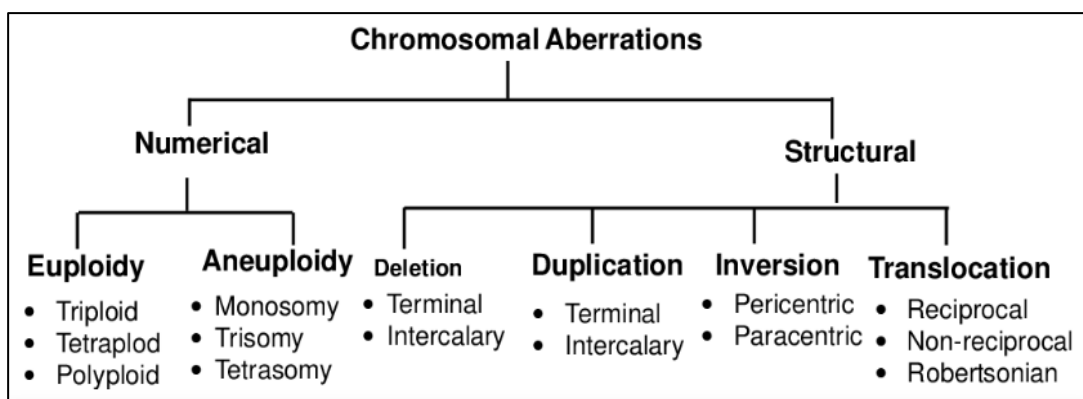 Chromosomal Aberrations
Numerical
Structural
Euploidy
• Triploid
• Tetraplod
• Polyploid
Aneuploidy
• Monosomy
• Trisomy
• Tetrasomy
Deletion
• Terminal
• Intercalary
Duplication
• Terminal
• Intercalary
Inversion
• Pericentric
• Paracentric
Translocation
• Reciprocal
• Non-reciprocal
• Robertsonian